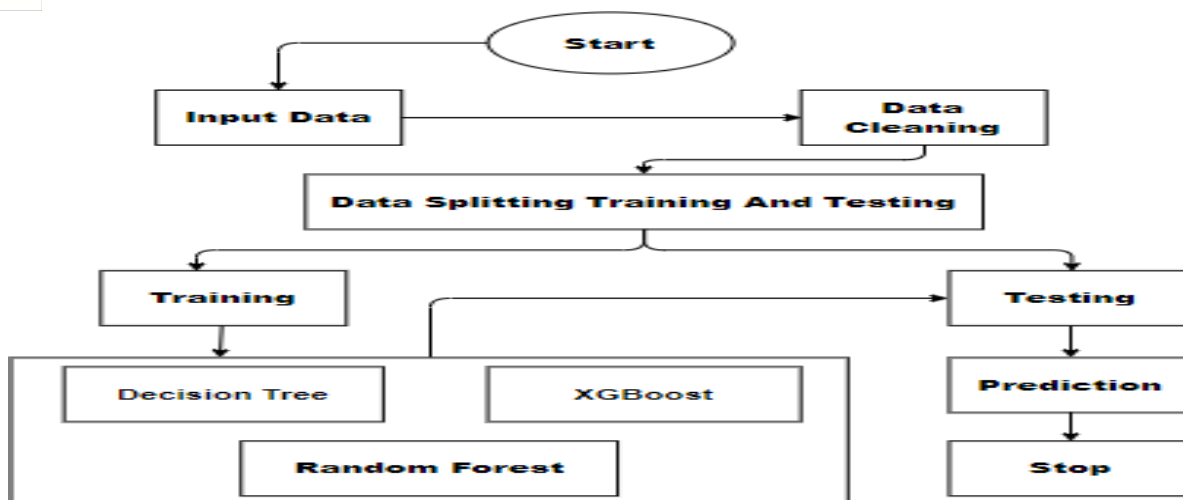 Start
Input Data
Data
Cleaning
Data Splitting Training And Testing
Training
Testing
Decision Tree
XGBoost
Prediction
Random Forest
Stop